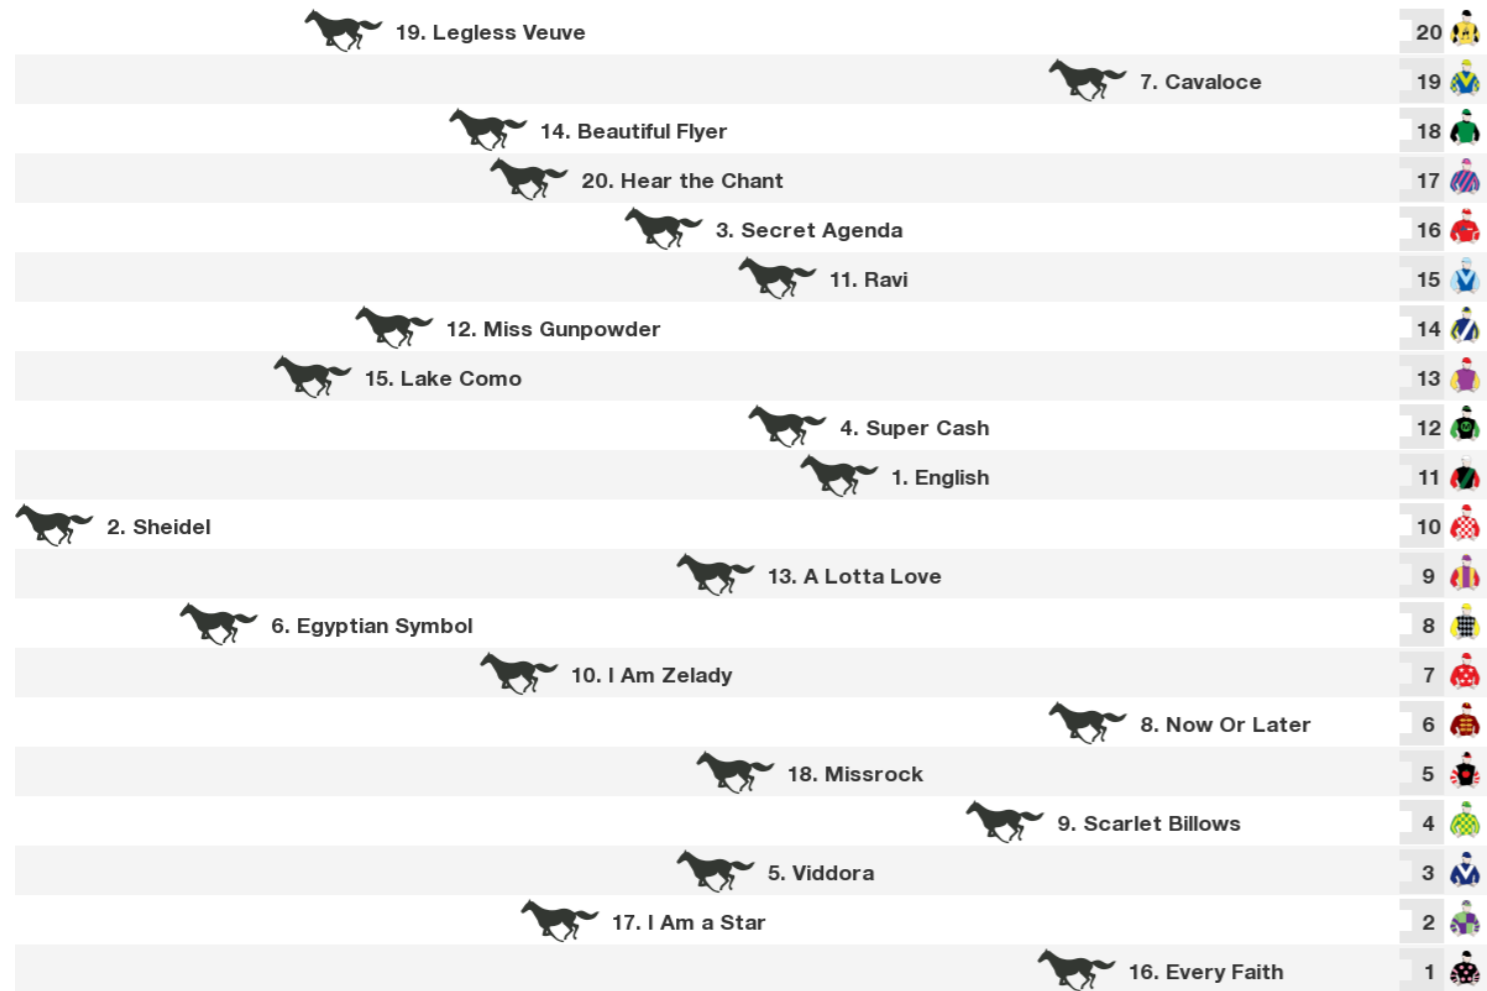 19. Legless Veuve 20
7. Cavaloce 19
14. Beautiful Flyer 18
20. Hear the Chant 17
3. Secret Agenda 16
11. Ravi 15
12. Miss Gunpowder 14
15. Lake Como 13
4. Super Cash 12
1. English 11
2. Sheidel 10
13. A Lotta Love 9
6. Egyptian Symbol 8
10. I Am Zelady 7
8. Now Or Later 6
18. Missrock 5
9. Scarlet Billows 4
5. Viddora 3
17. I Am a Star 2
16. Every Faith 1